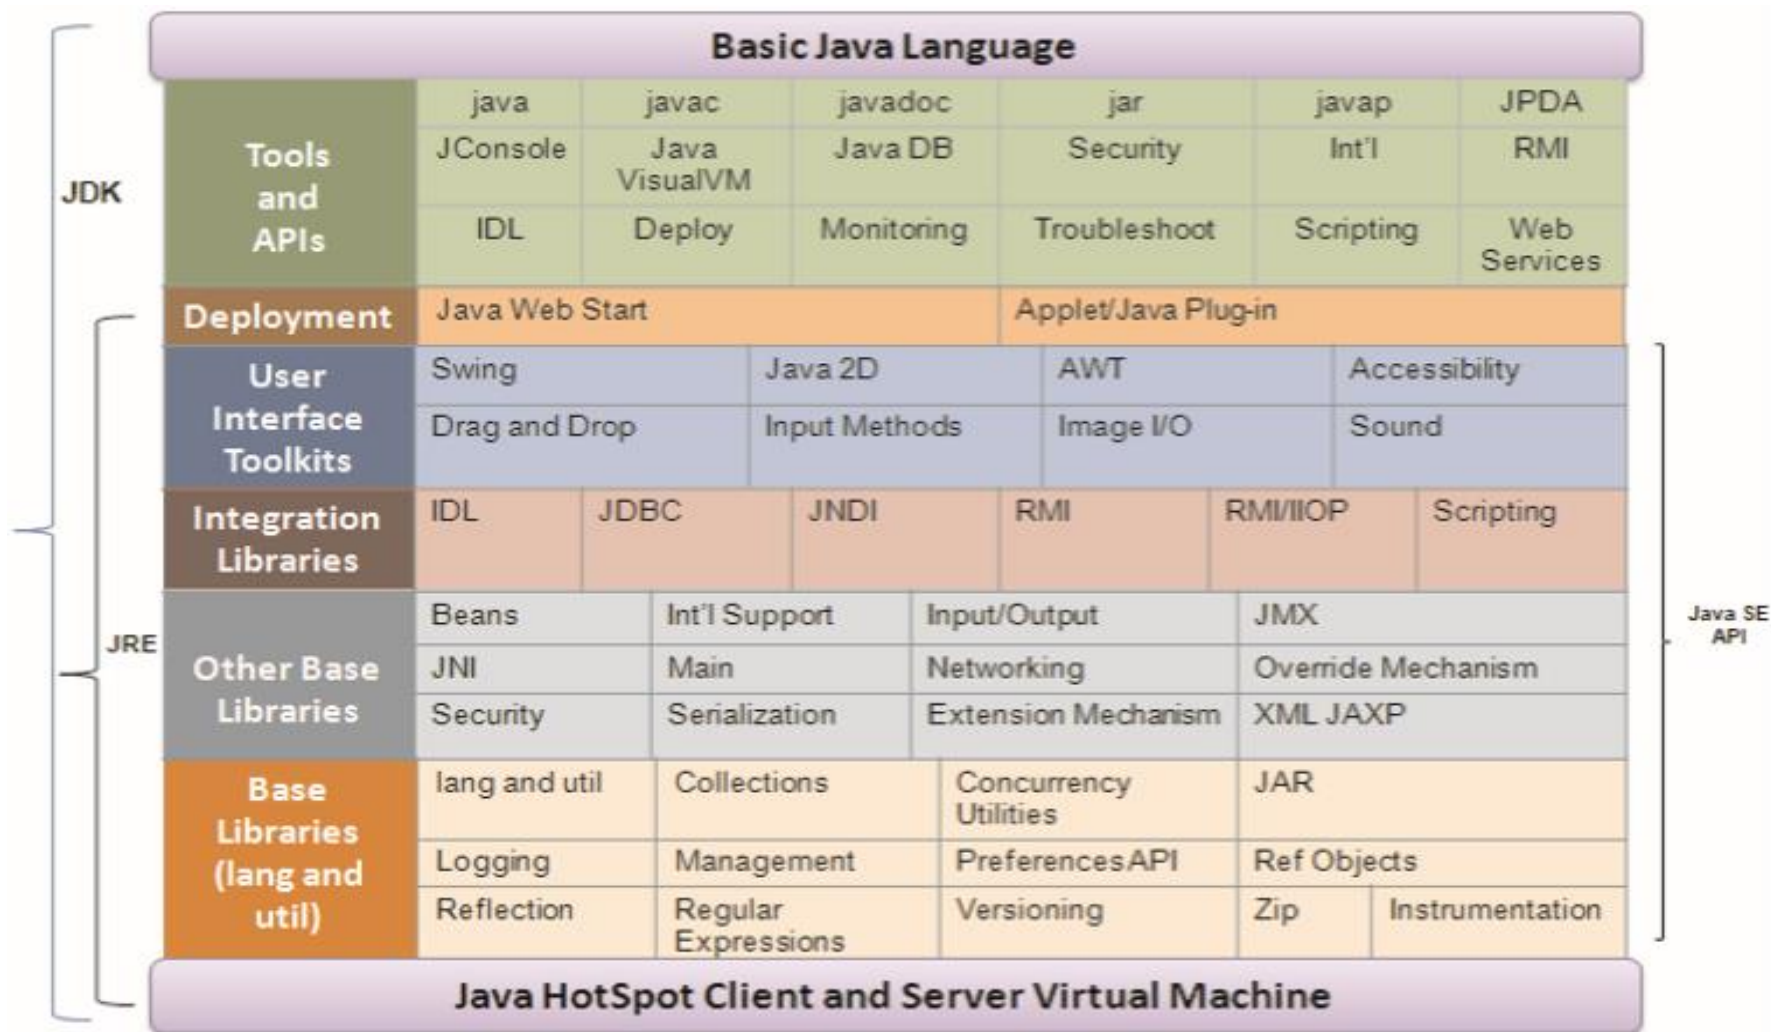 Basic Java Language
JDK
Tools
and
APIs
java javac javadoc jar javap JPDA
JConsole Java
VisualVM Java DB Security Int'l RMI
IDL Deploy Monitoring Troubleshoot Scripting Web
Services
Deployment
Java Web Start Applet/Java Plug-in
User
Interface
Toolkits
Swing Java 2D AWT Accessibility
Drag and Drop Input Methods Image I/O Sound
Integration
Libraries
IDL JDBC JNDI RMI RMI/IIOP Scripting
JRE
Other Base
Libraries
Beans Int'l Support Input/Output JMX
JNI Main Networking Override Mechanism
Security Serialization Extension Mechanism XML JAXP
Java SE
API
Base
Libraries
(lang and
util)
lang and util Collections Concurrency
Utilities JAR
Logging Management Preferences API Ref Objects
Reflection Regular
Expressions Versioning Zip Instrumentation
Java HotSpot Client and Server Virtual Machine